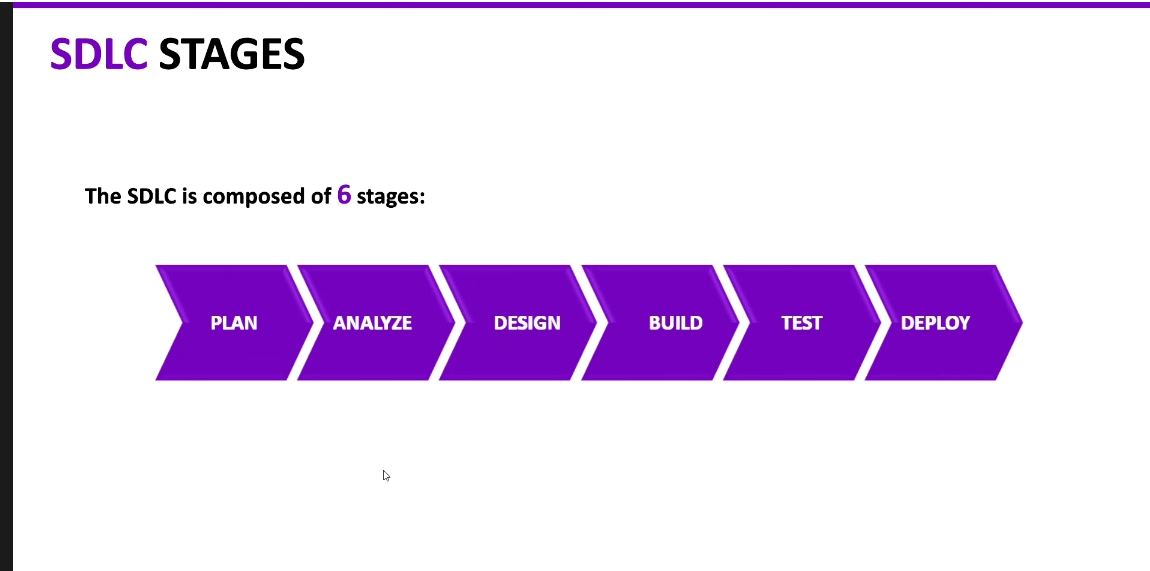 SDLC STAGES
The SDLC is composed of 6 stages:
PLAN ANALYZE DESIGN BUILD TEST DEPLOY